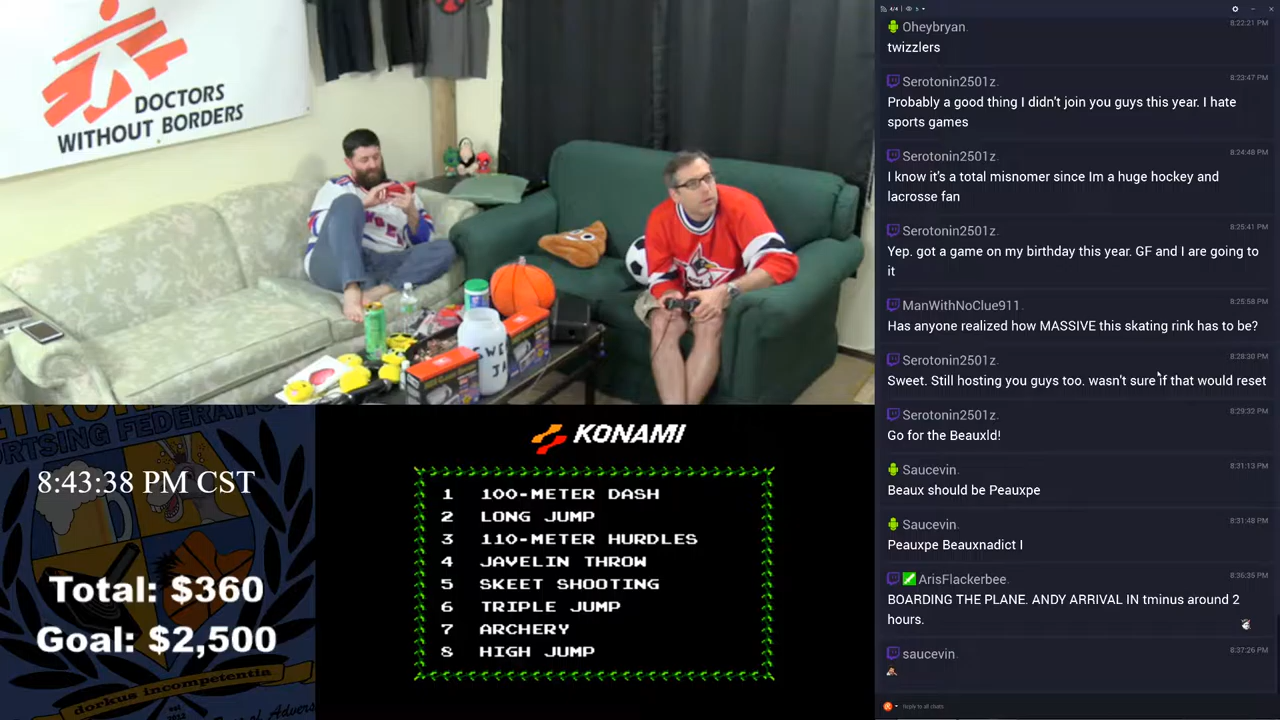 DOCTORS
WITHOUT BORDERS
8:43:38 PM CST
Total: $360
Goal: $2,500
dorkus incompetentia
KONAMI
1 100-METER DASH
2 LONG JUMP
3 110-METER HURDLES
4 JAVELIN THROW
5 SKEET SHOOTING
6 TRIPLE JUMP
7 ARCHERY
8 HIGH JUMP
4/4
Oheybryan. 8:22:21 PM
twizzlers
Serotonin2501z. 8:23:47 PM
Probably a good thing I didn't join you guys this year. I hate
sports games
Serotonin2501z. 8:24:48 PM
I know it's a total misnomer since Im a huge hockey and
lacrosse fan
Serotonin2501z. 8:25:41 PM
Yep. got a game on my birthday this year. GF and I are going to
it
ManWithNoClue911. 8:25:58 PM
Has anyone realized how MASSIVE this skating rink has to be?
Serotonin2501z. 8:28:30 PM
Sweet. Still hosting you guys too. wasn't sure if that would reset
Serotonin2501z. 8:29:32 PM
Go for the Beauxld!
Saucevin. 8:31:13 PM
Beaux should be Peauxpe
Saucevin. 8:31:48 PM
Peauxpe Beauxnadict I
ArisFlackerbee. 8:36:35 PM
BOARDING THE PLANE. ANDY ARRIVAL IN tminus around 2
hours.
saucevin. 8:37:26 PM
Reply to all chats